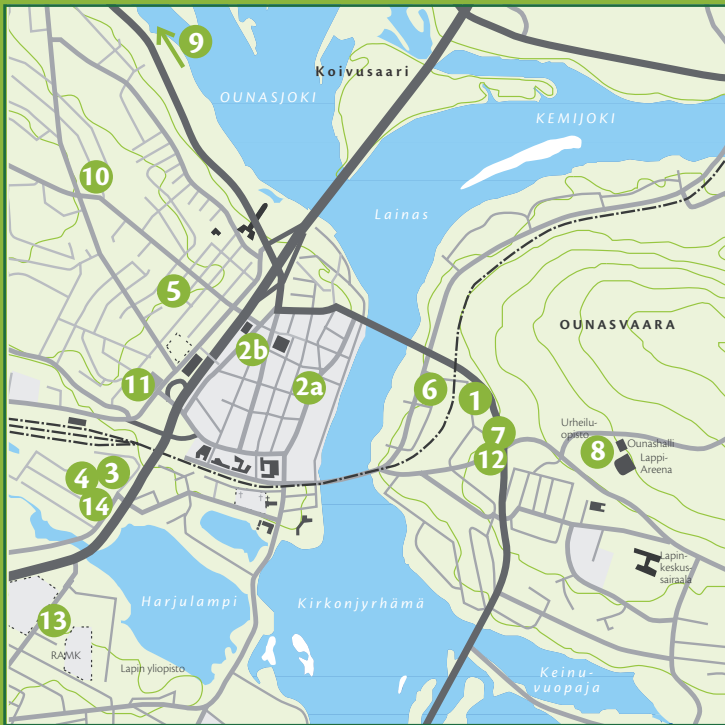 9
Koivusaari
OUNASJOKI
KEMIJOKI
10
Lainas
5
OUNASVAARA
2b
11
2a
6
1
Urheilu-
opisto
7
Ounashalli
8
Lappi-
Areena
12
4
3
14
Lapin-
keskus-
sairaala
Harjulampi
Kirkonjyrhämä
13
RAMK
Lapin yliopisto
Keinu-
vuopaja